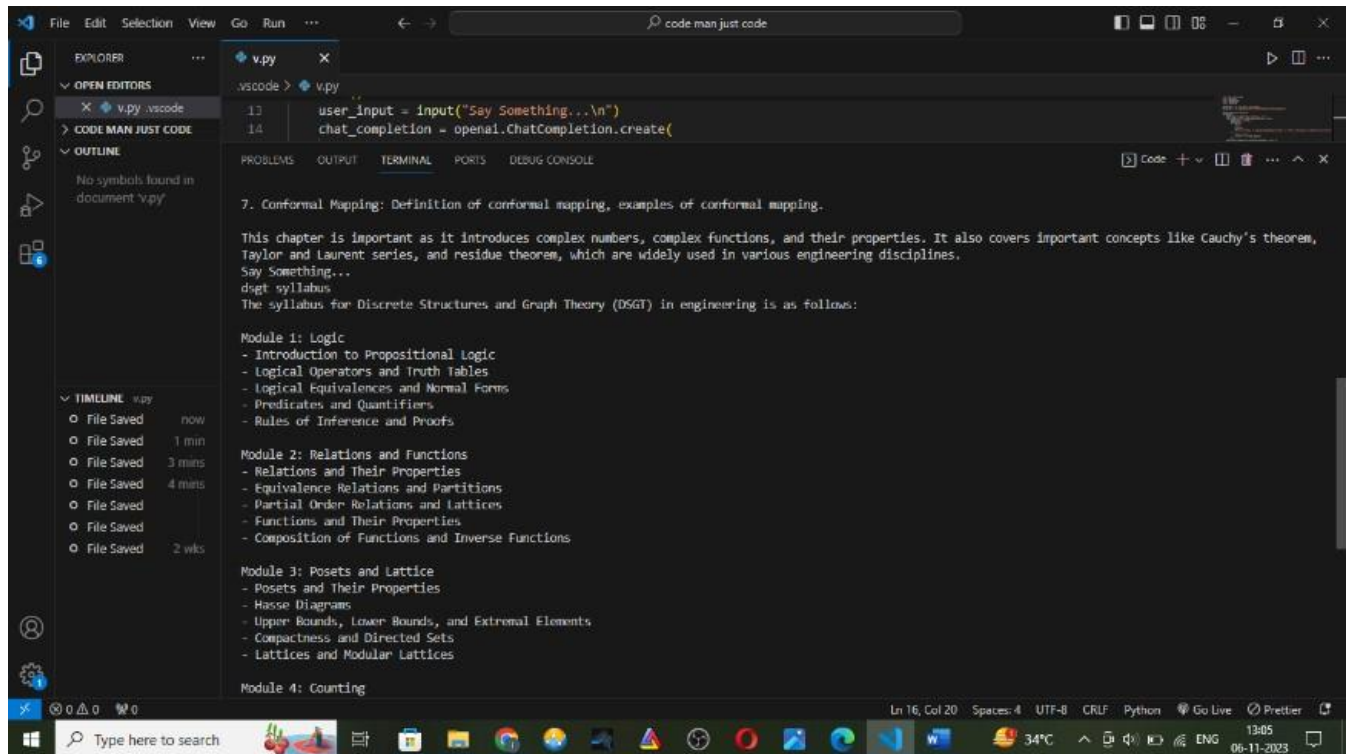 File Edit Selection View Go Run ··· code man just code
EXPLORER ···
OPEN EDITORS
v.py .vscode
CODE MAN JUST CODE
OUTLINE
No symbols found in
document 'v.py'
TIMELINE v.py
File Saved now
File Saved 1 min
File Saved 3 mins
File Saved 4 mins
File Saved
File Saved
File Saved 2 wks
v.py
.vscode > v.py
13 user_input = input("Say Something...\n")
14 chat_completion = openai.ChatCompletion.create(
PROBLEMS OUTPUT TERMINAL PORTS DEBUG CONSOLE Code
7. Conformal Mapping: Definition of conformal mapping, examples of conformal mapping.
This chapter is important as it introduces complex numbers, complex functions, and their properties. It also covers important concepts like Cauchy's theorem,
Taylor and Laurent series, and residue theorem, which are widely used in various engineering disciplines.
Say Something...
dsgt syllabus
The syllabus for Discrete Structures and Graph Theory (DSGT) in engineering is as follows:
Module 1: Logic
- Introduction to Propositional Logic
- Logical Operators and Truth Tables
- Logical Equivalences and Normal Forms
- Predicates and Quantifiers
- Rules of Inference and Proofs
Module 2: Relations and Functions
- Relations and Their Properties
- Equivalence Relations and Partitions
- Partial Order Relations and Lattices
- Functions and Their Properties
- Composition of Functions and Inverse Functions
Module 3: Posets and Lattice
- Posets and Their Properties
- Hasse Diagrams
- Upper Bounds, Lower Bounds, and Extremal Elements
- Compactness and Directed Sets
- Lattices and Modular Lattices
Module 4: Counting
0 0 0 Ln 16, Col 20 Spaces: 4 UTF-8 CRLF Python Go Live Prettier
Type here to search 34°C ENG 13:05
06-11-2023